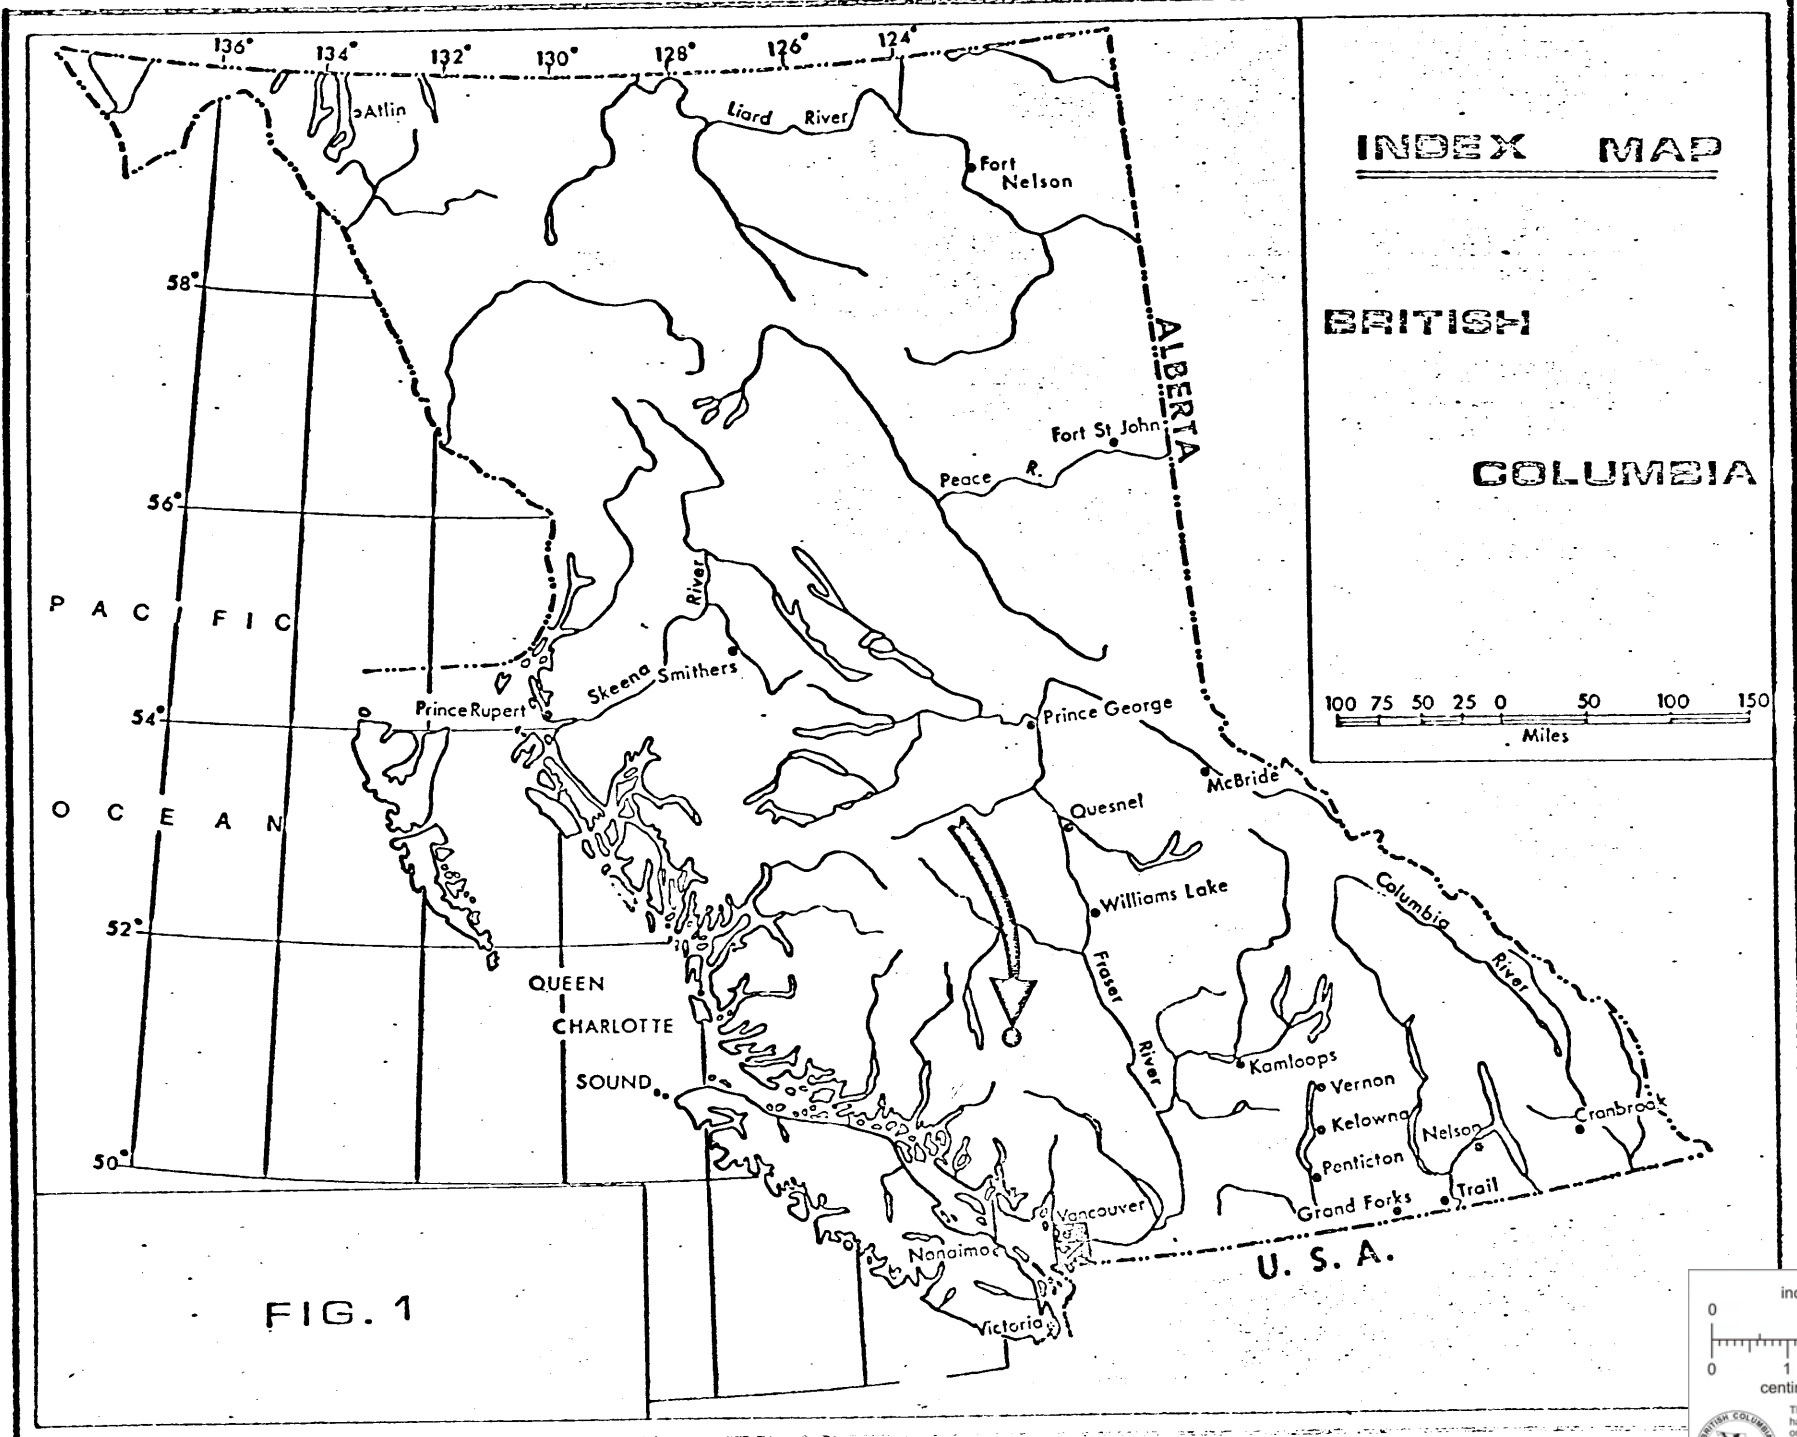 136° 134° 132° 130° 128° 126° 124°
Atlin
Liard River
Fort
Nelson
INDEX MAP
58°
BRITISH
ALBERTA
Fort St John
COLUMBIA
Peace R.
56°
River
PACIFIC
Skeena
Smithers
54°
Prince Rupert
Prince George
100 75 50 25 0 50 100 150
Miles
McBride
Quesnel
OCEAN
Columbia
River
Williams Lake
52°
Fraser
River
QUEEN
CHARLOTTE
SOUND
Kamloops
Vernon
Kelowna
Cranbrook
Nelson
50°
Penticton
Trail
Grand Forks
Vancouver
Nanaimo
U. S. A.
FIG. 1
Victoria
0
0 1